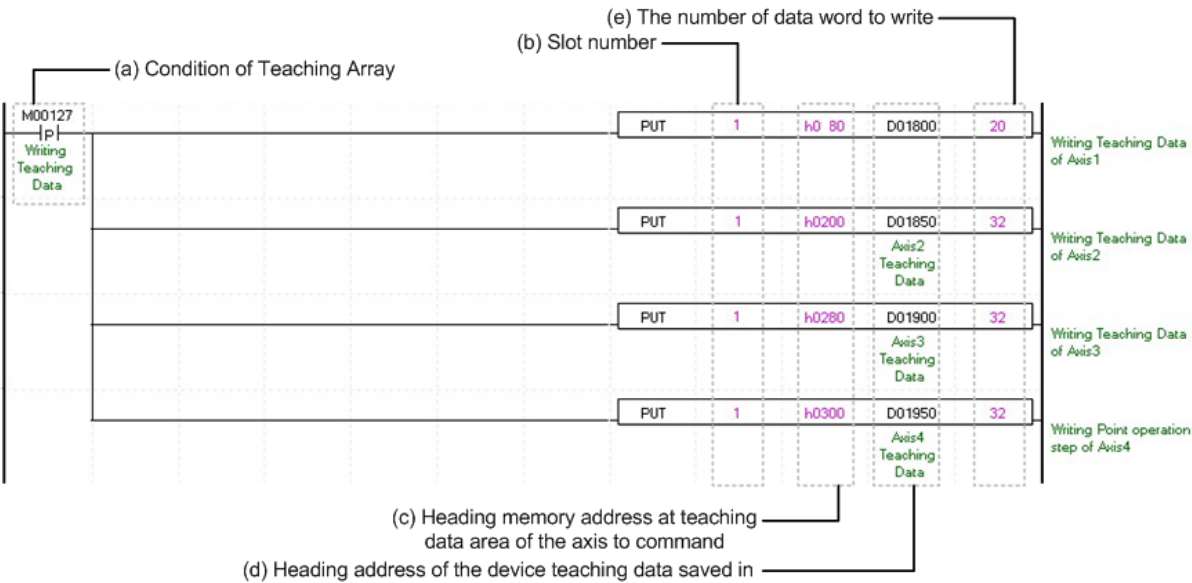 (e) The number of data word to write
(b) Slot number
(a) Condition of Teaching Array
M00127
P
Writing
Teaching
Data
PUT 1 h0 80 D01800 20
Writing Teaching Data
of Axis1
PUT 1 h0200 D01850 32
Axis2
Teaching
Data
Writing Teaching Data
of Axis2
PUT 1 h0280 D01900 32
Axis3
Teaching
Data
Writing Teaching Data
of Axis3
PUT 1 h0300 D01950 32
Axis4
Teaching
Data
Writing Point operation
step of Axis4
(c) Heading memory address at teaching
data area of the axis to command
(d) Heading address of the device teaching data saved in